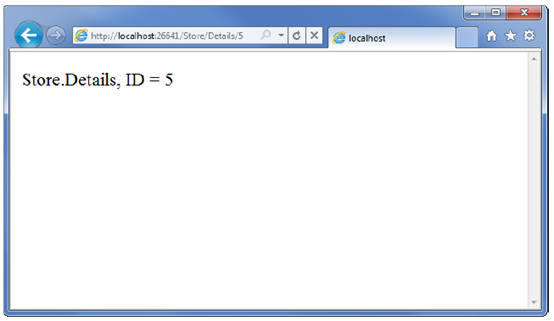 http://localhost:26641/Store/Details/5
localhost
Store.Details, ID = 5